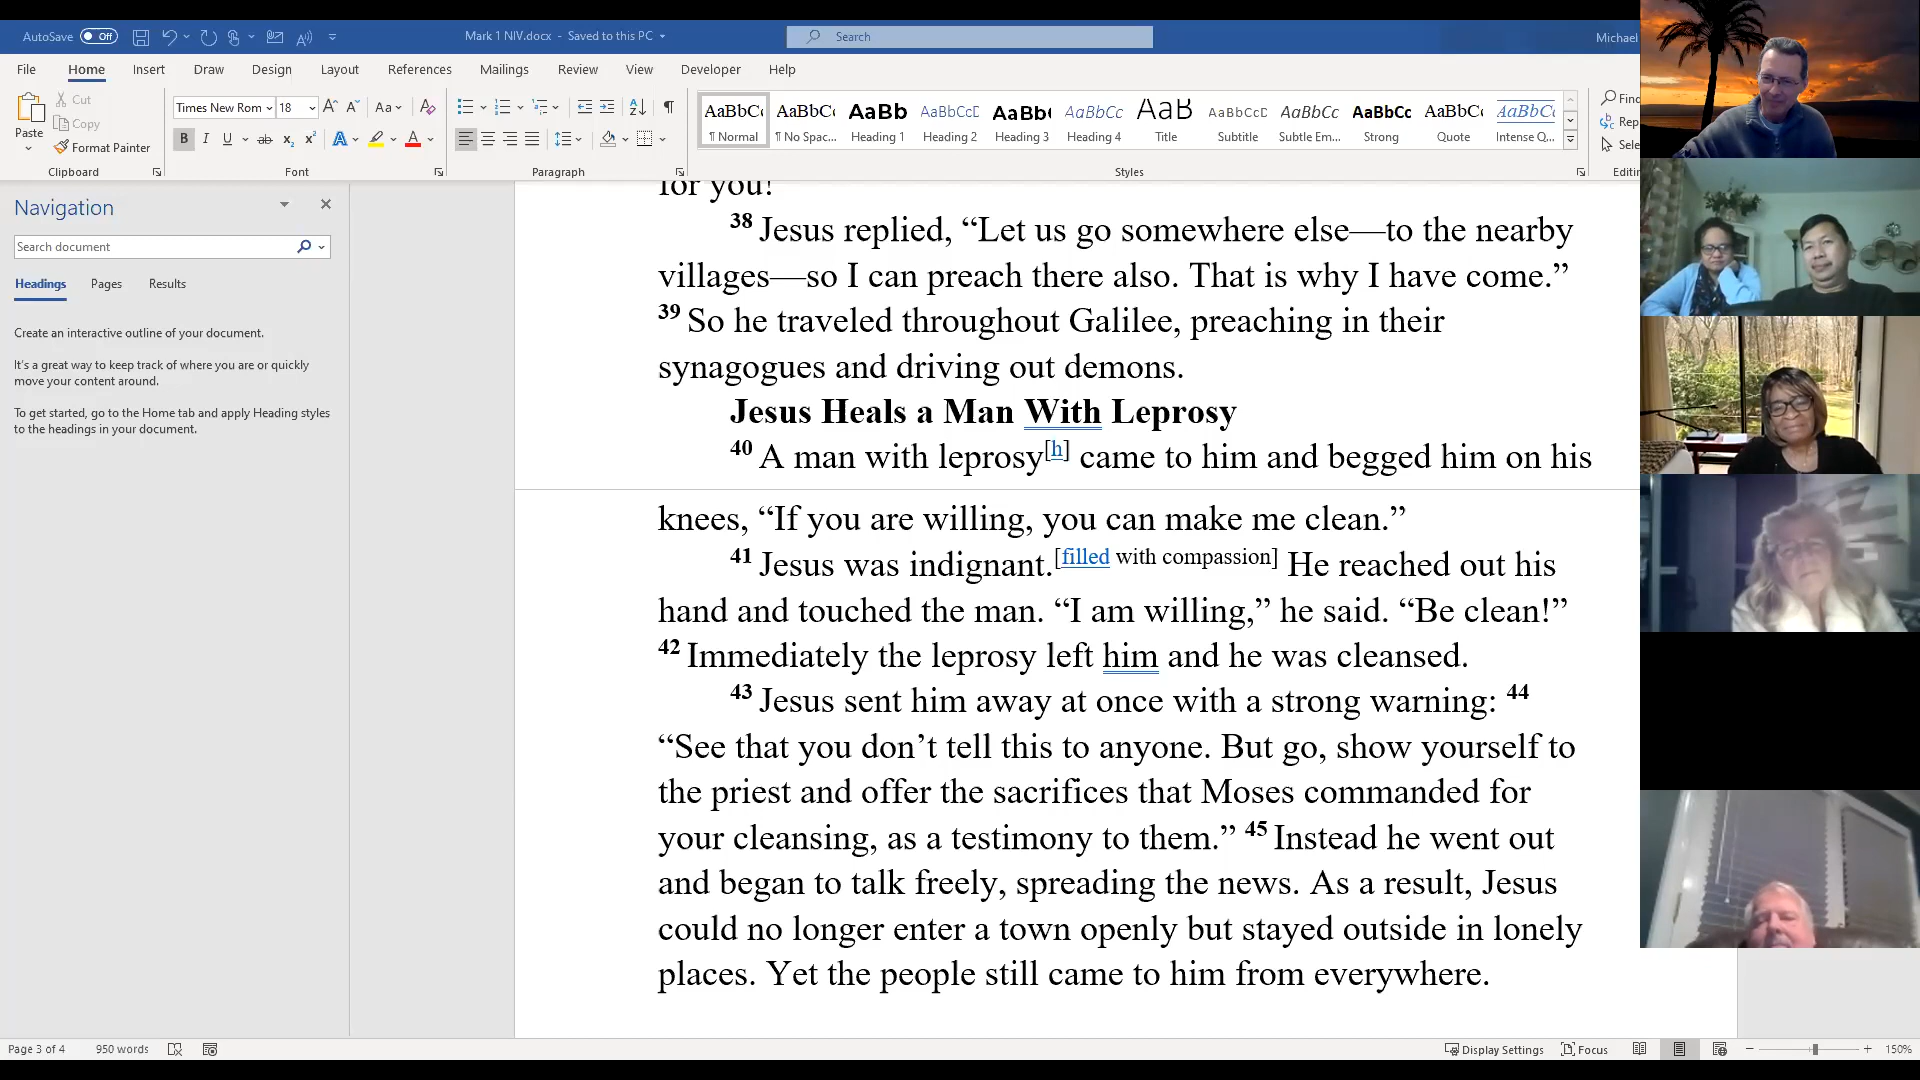 AutoSave Off
Mark 1 NIV.docx - Saved to this PC
Search
Michael
File Home Insert Draw Design Layout References Mailings Review View Developer Help
Paste
Cut
Copy
Format Painter
Clipboard
Times New Rom 18
Font
Paragraph
AaBbCc AaBbCc AaBb AaBbCcD AaBb AaBbCc AaB AaBbCcD AaBbCc AaBbCc AaBbCc AaBbCc
¶ Normal ¶ No Spac... Heading 1 Heading 2 Heading 3 Heading 4 Title Subtitle Subtle Em... Strong Quote Intense Q...
Styles
Find
Rep
Sele
Editin
Navigation
Search document
Headings Pages Results
Create an interactive outline of your document.
It's a great way to keep track of where you are or quickly
move your content around.
To get started, go to the Home tab and apply Heading styles
to the headings in your document.
for you!
38 Jesus replied, “Let us go somewhere else—to the nearby
villages—so I can preach there also. That is why I have come.”
39 So he traveled throughout Galilee, preaching in their
synagogues and driving out demons.
Jesus Heals a Man With Leprosy
40 A man with leprosy[h] came to him and begged him on his
knees, “If you are willing, you can make me clean.”
41 Jesus was indignant.[filled with compassion] He reached out his
hand and touched the man. “I am willing,” he said. “Be clean!”
42 Immediately the leprosy left him and he was cleansed.
43 Jesus sent him away at once with a strong warning: 44
“See that you don’t tell this to anyone. But go, show yourself to
the priest and offer the sacrifices that Moses commanded for
your cleansing, as a testimony to them.” 45 Instead he went out
and began to talk freely, spreading the news. As a result, Jesus
could no longer enter a town openly but stayed outside in lonely
places. Yet the people still came to him from everywhere.
Page 3 of 4 950 words
Display Settings Focus 150%